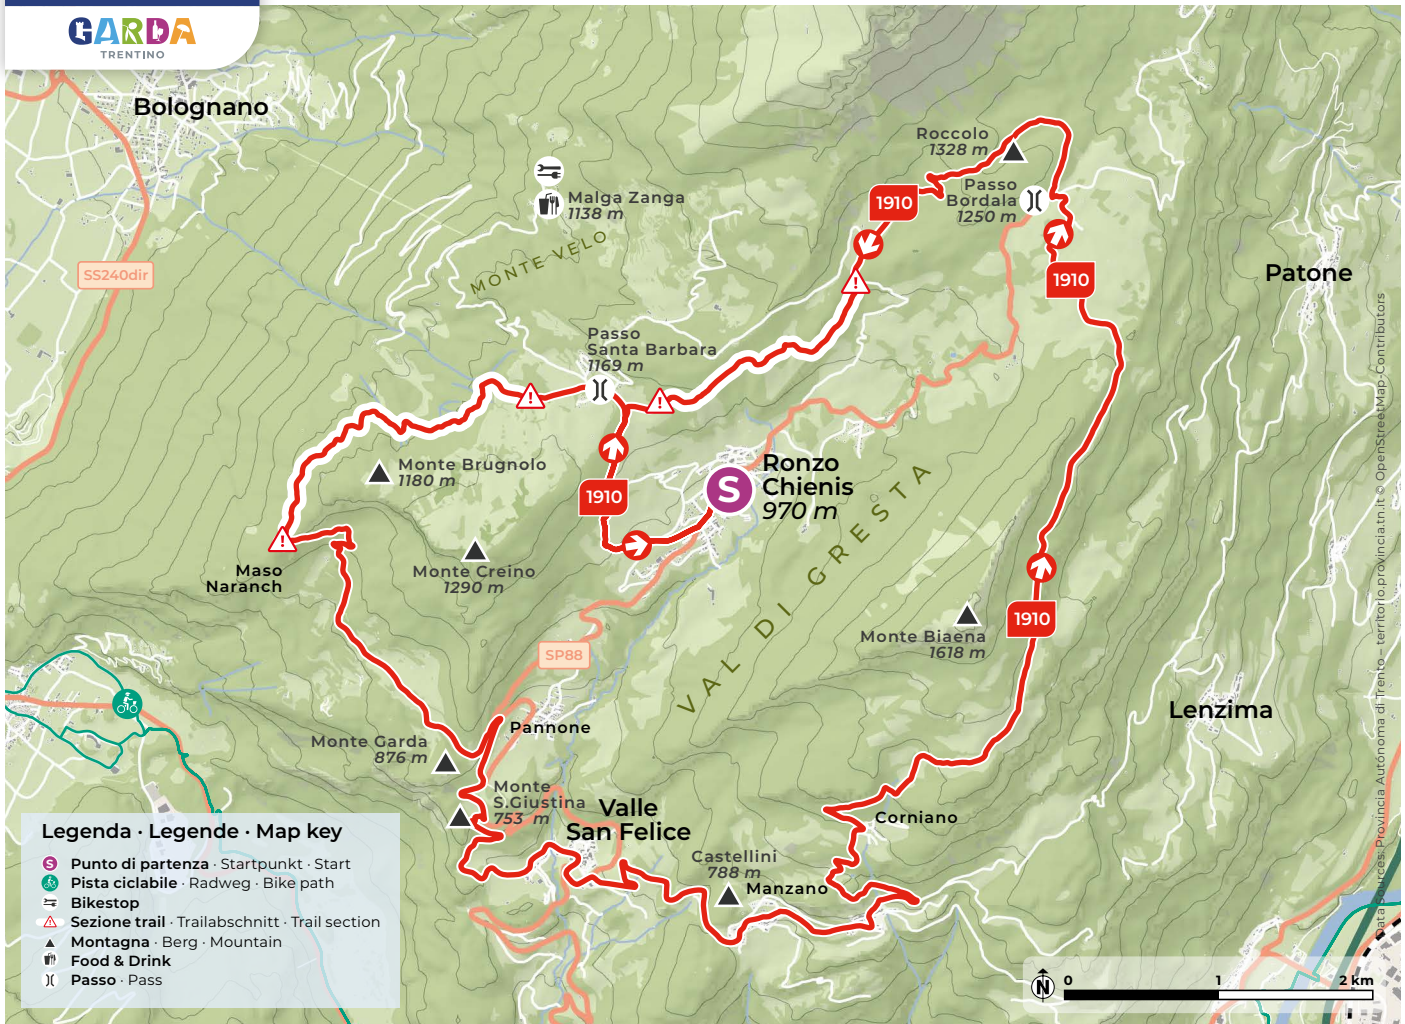 GARDA
TRENTINO
Bolognano
Roccolo
1328 m
Malga Zanga
1138 m
1910
Passo
Bordala
1250 m
MONTE VELO
SS240dir
1910
Patone
Passo
Santa Barbara
1169 m
Monte Brugnolo
1180 m
Ronzo
Chienis
970 m
S
1910
Maso
Naranch
Monte Creino
1290 m
VAL DI GRESTA
1910
Monte Biaena
1618 m
SP88
Lenzima
Pannone
Monte Garda
876 m
Monte
S.Giustina
753 m
Valle
San Felice
Corniano
Castellini
788 m
Manzano
Legenda · Legende · Map key
S Punto di partenza · Startpunkt · Start
Pista ciclabile · Radweg · Bike path
Bikestop
Sezione trail · Trailabschnitt · Trail section
Montagna · Berg · Mountain
Food & Drink
Passo · Pass
N 0 1 2 km
Data Sources: Provincia Autonoma di Trento – territorio.provincia.tn.it © OpenStreetMap-Contributors